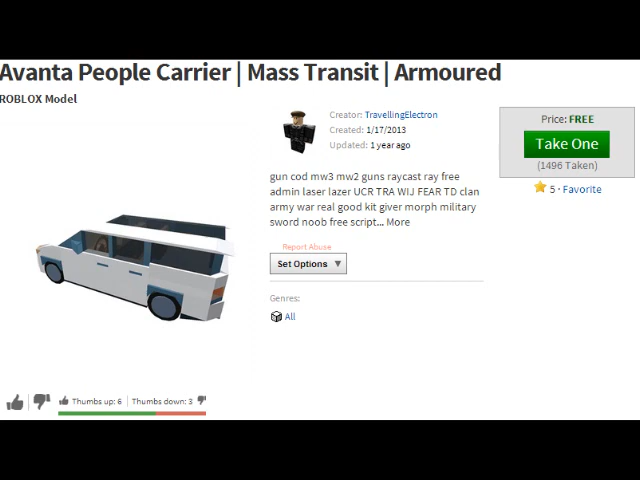 Avanta People Carrier | Mass Transit | Armoured
ROBLOX Model
Creator: TravellingElectron
Created: 1/17/2013
Updated: 1 year ago
Price: FREE
Take One
(1496 Taken)
5 · Favorite
gun cod mw3 mw2 guns raycast ray free
admin laser lazer UCR TRA WIJ FEAR TD clan
army war real good kit giver morph military
sword noob free script... More
Report Abuse
Set Options
Genres:
All
Thumbs up: 6 | Thumbs down: 3